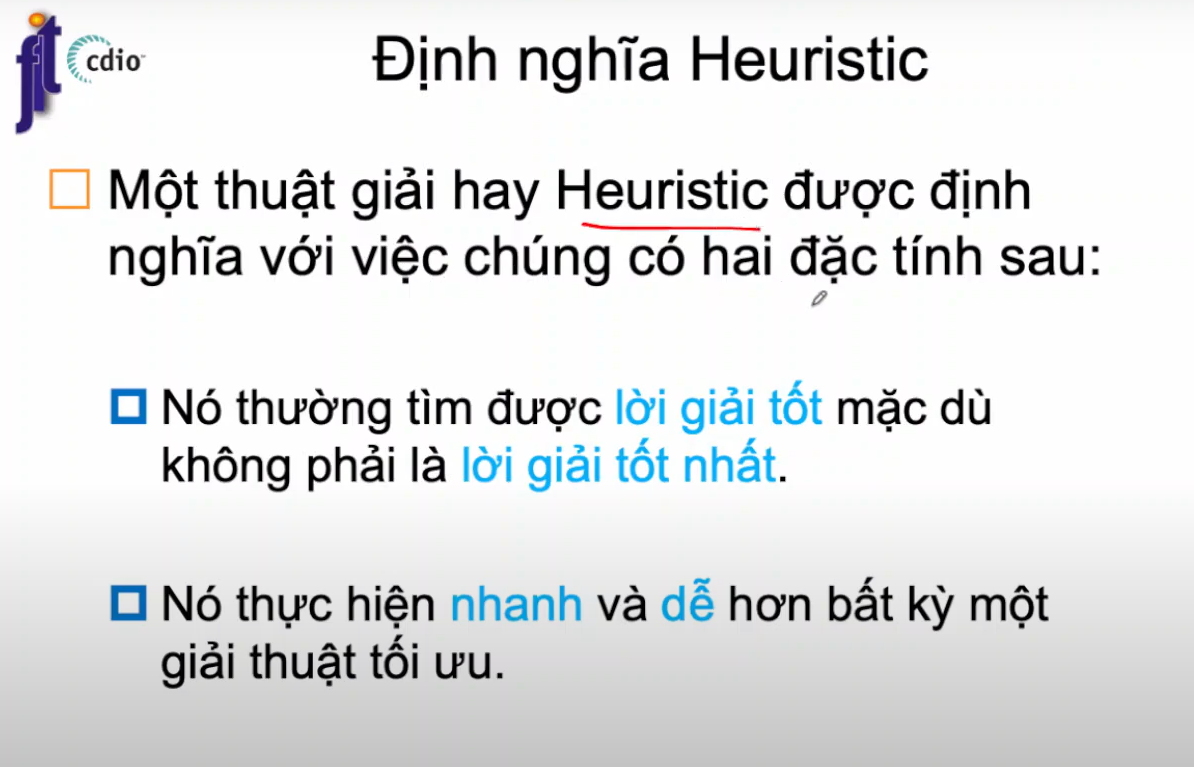 fit
cdio
Định nghĩa Heuristic
Một thuật giải hay Heuristic được định
nghĩa với việc chúng có hai đặc tính sau:
Nó thường tìm được lời giải tốt mặc dù
không phải là lời giải tốt nhất.
Nó thực hiện nhanh và dễ hơn bất kỳ một
giải thuật tối ưu.